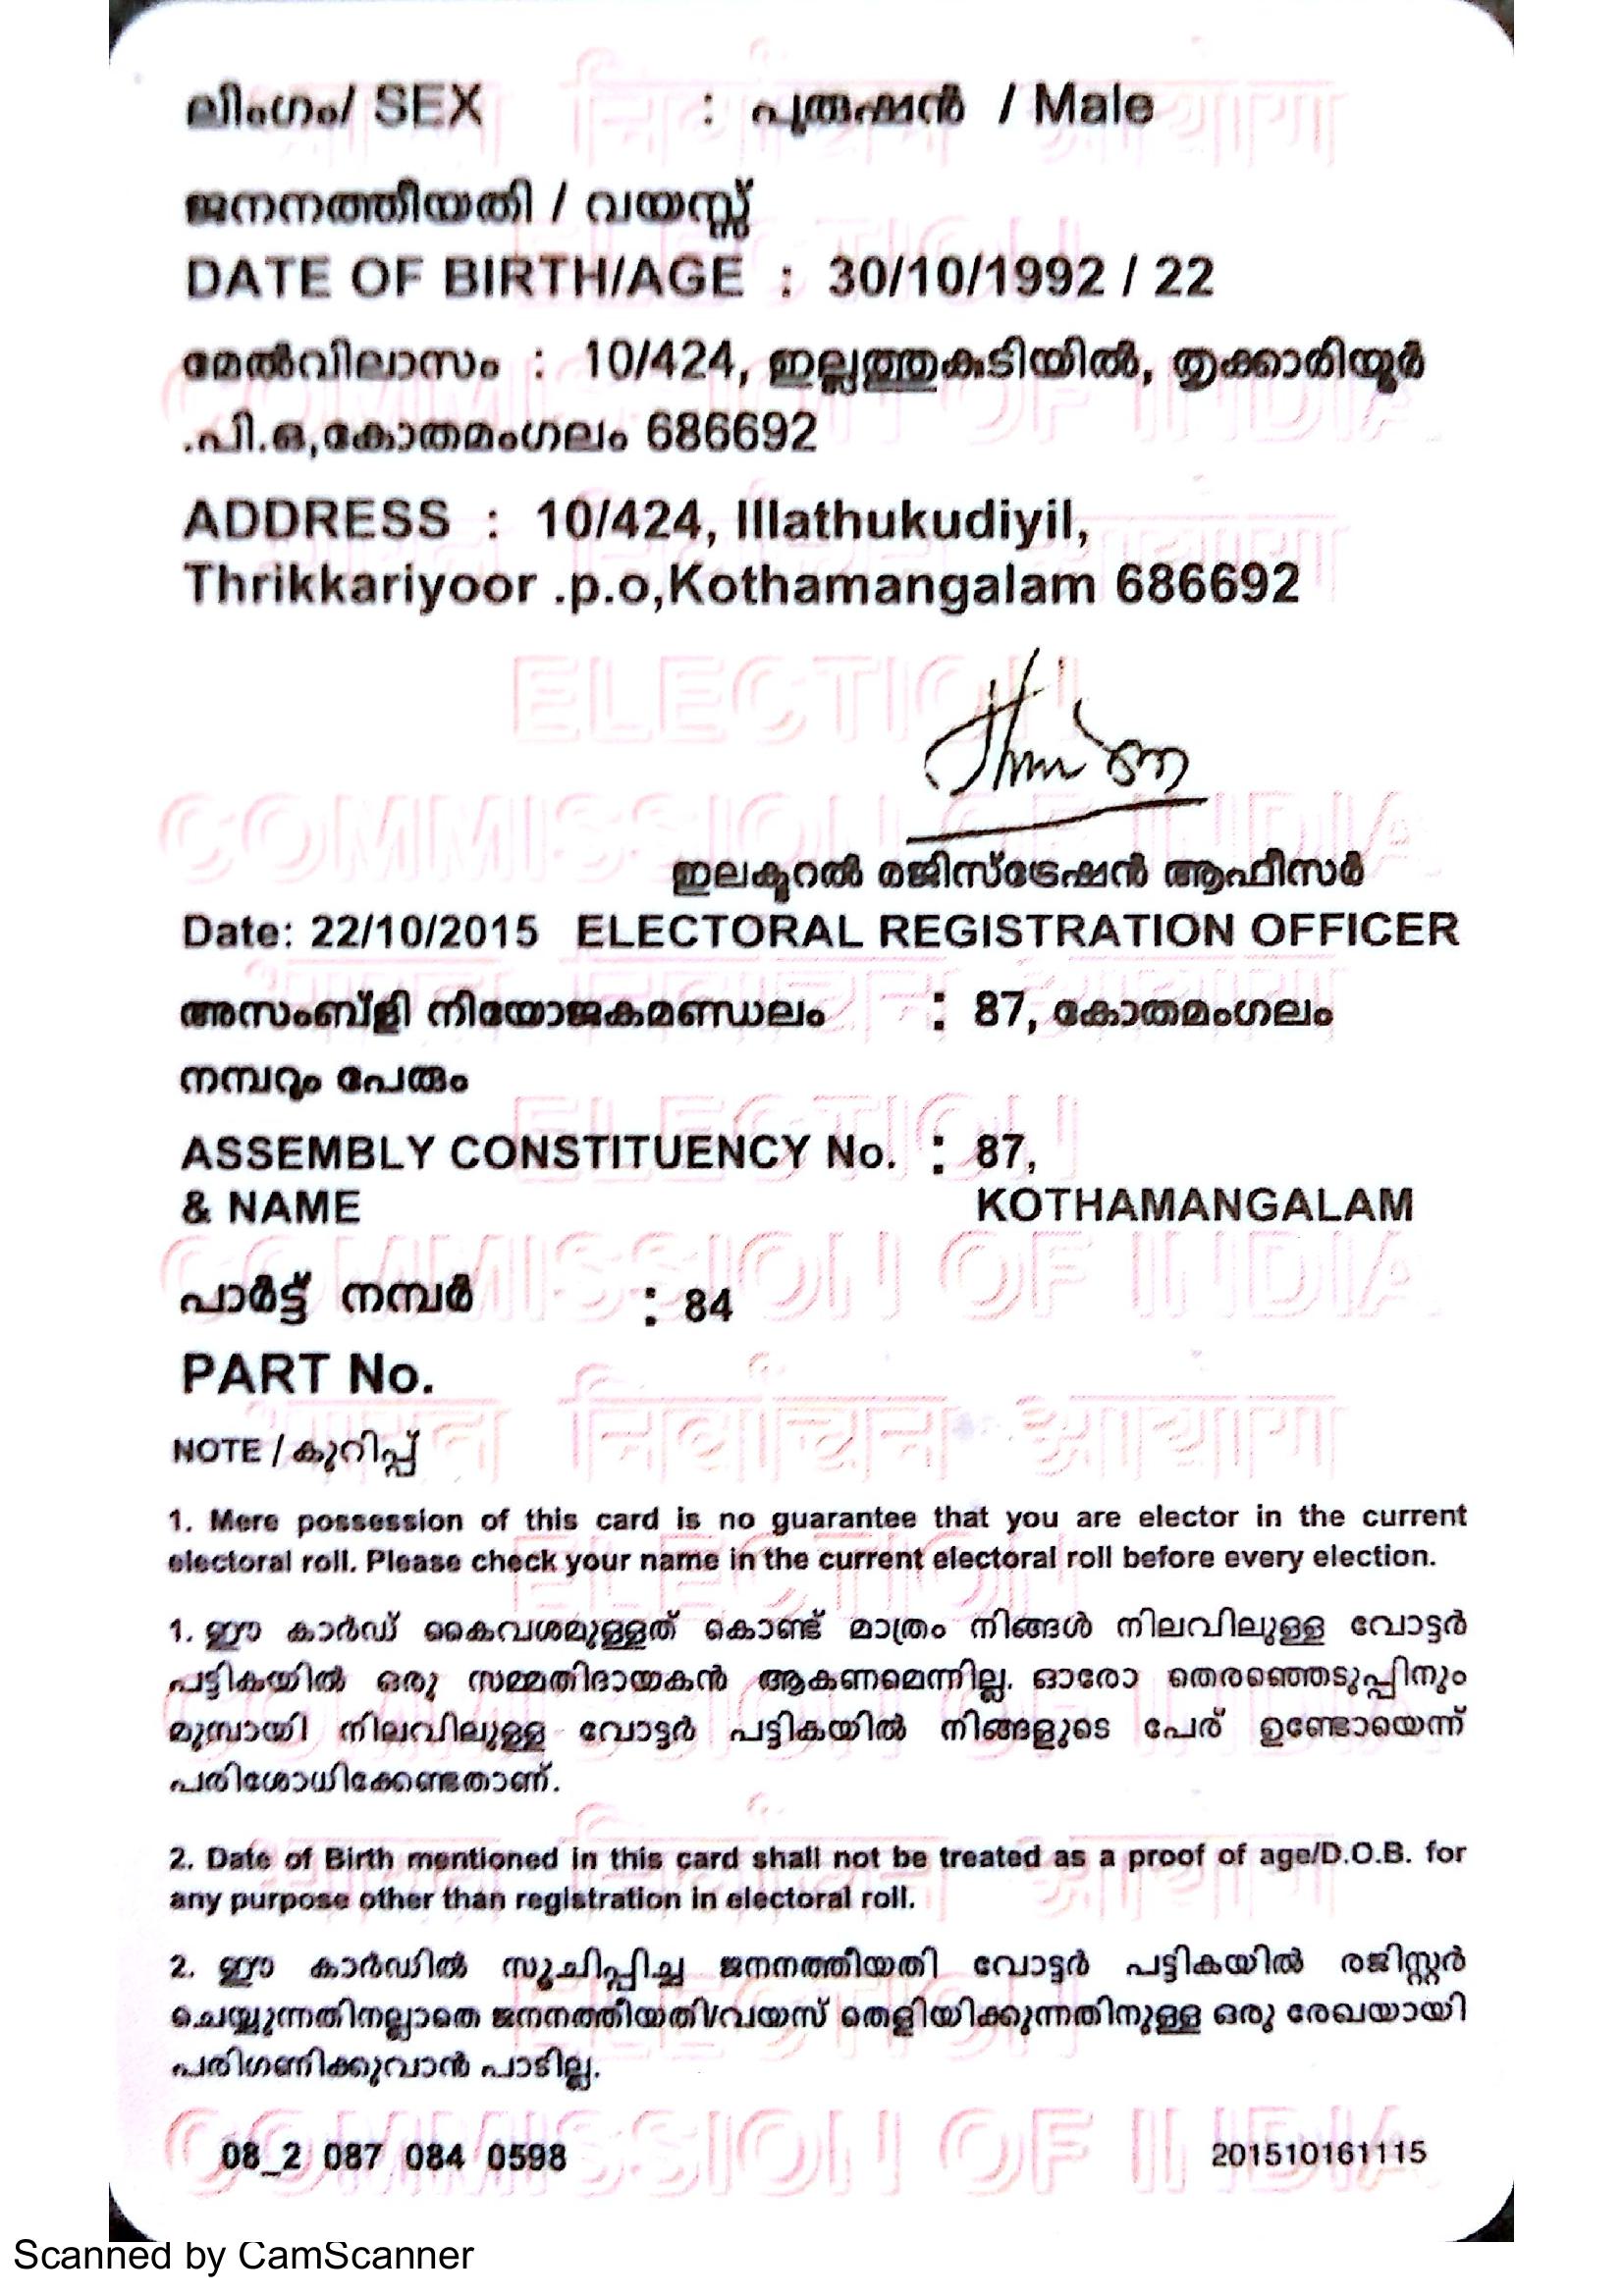 ലിംഗം/ SEX : പുരുഷൻ / Male
ജനനത്തീയതി / വയസ്സ്
DATE OF BIRTH/AGE : 30/10/1992 / 22
മേൽവിലാസം : 10/424, ഇല്ലത്തുകുടിയിൽ, തൃക്കാരിയൂർ
.പി.ഒ,കോതമംഗലം 686692
ADDRESS : 10/424, Illathukudiyil,
Thrikkariyoor .p.o,Kothamangalam 686692
ഇലക്ടറൽ രജിസ്ട്രേഷൻ ആഫീസർ
Date: 22/10/2015 ELECTORAL REGISTRATION OFFICER
അസംബ്ളി നിയോജകമണ്ഡലം : 87, കോതമംഗലം
നമ്പറും പേരും
ASSEMBLY CONSTITUENCY No. : 87,
& NAME KOTHAMANGALAM
പാർട്ട് നമ്പർ : 84
PART No.
NOTE / കുറിപ്പ്
1. Mere possession of this card is no guarantee that you are elector in the current
electoral roll. Please check your name in the current electoral roll before every election.
1. ഈ കാർഡ് കൈവശമുള്ളത് കൊണ്ട് മാത്രം നിങ്ങൾ നിലവിലുള്ള വോട്ടർ
പട്ടികയിൽ ഒരു സമ്മതിദായകൻ ആകണമെന്നില്ല. ഓരോ തെരഞ്ഞെടുപ്പിനും
മുമ്പായി നിലവിലുള്ള വോട്ടർ പട്ടികയിൽ നിങ്ങളുടെ പേര് ഉണ്ടോയെന്ന്
പരിശോധിക്കേണ്ടതാണ്.
2. Date of Birth mentioned in this card shall not be treated as a proof of age/D.O.B. for
any purpose other than registration in electoral roll.
2. ഈ കാർഡിൽ സൂചിപ്പിച്ച ജനനത്തീയതി വോട്ടർ പട്ടികയിൽ രജിസ്റ്റർ
ചെയ്യുന്നതിനല്ലാതെ ജനനത്തീയതി/വയസ് തെളിയിക്കുന്നതിനുള്ള ഒരു രേഖയായി
പരിഗണിക്കുവാൻ പാടില്ല.
08_2 087 084 0598 201510161115
Scanned by CamScanner